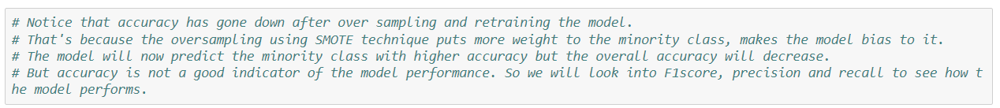 # Notice that accuracy has gone down after over sampling and retraining the model.
# That's because the oversampling using SMOTE technique puts more weight to the minority class, makes the model bias to it.
# The model will now predict the minority class with higher accuracy but the overall accuracy will decrease.
# But accuracy is not a good indicator of the model performance. So we will look into F1score, precision and recall to see how t
he model performs.